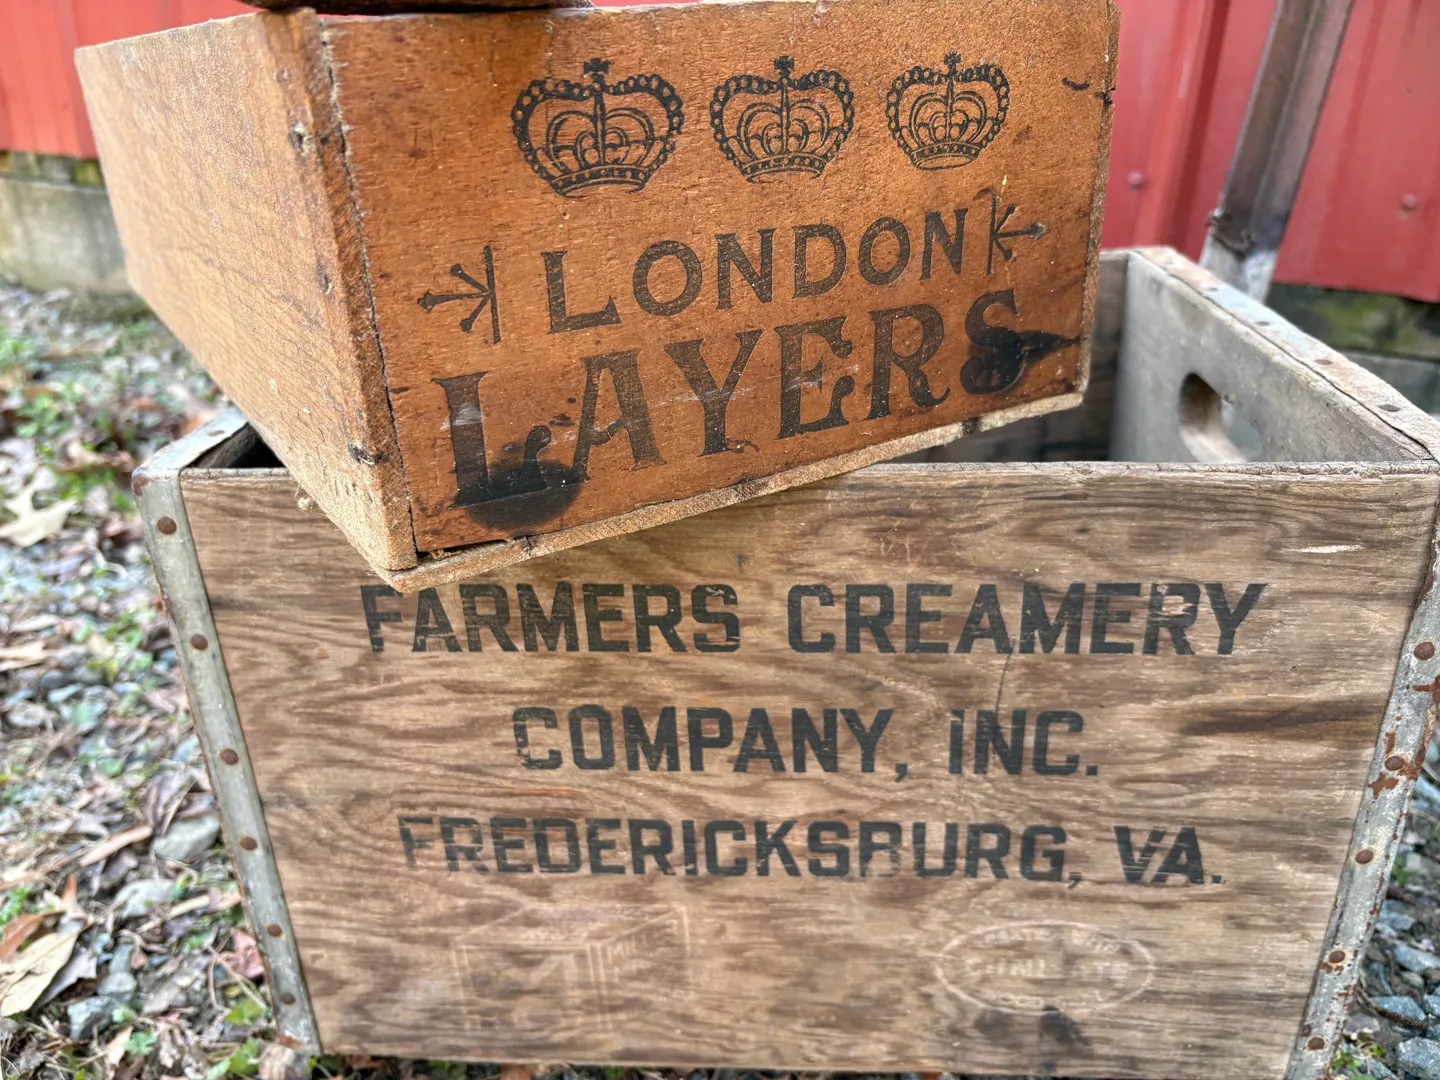 LONDON
LAYERS
FARMERS CREAMERY
COMPANY, INC.
FREDERICKSBURG, VA.